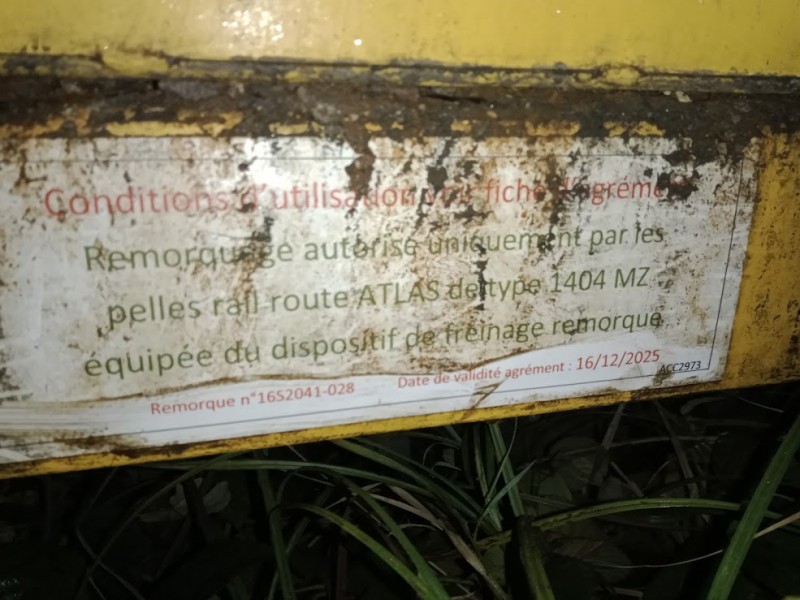 Conditions d'utilisation voir fiche d'agrément
Remorquage autorisé uniquement par les
pelles rail route ATLAS de type 1404 MZ
équipée du dispositif de freinage remorque
Remorque n°16S2041-028 Date de validité agrément : 16/12/2025
ACC2973